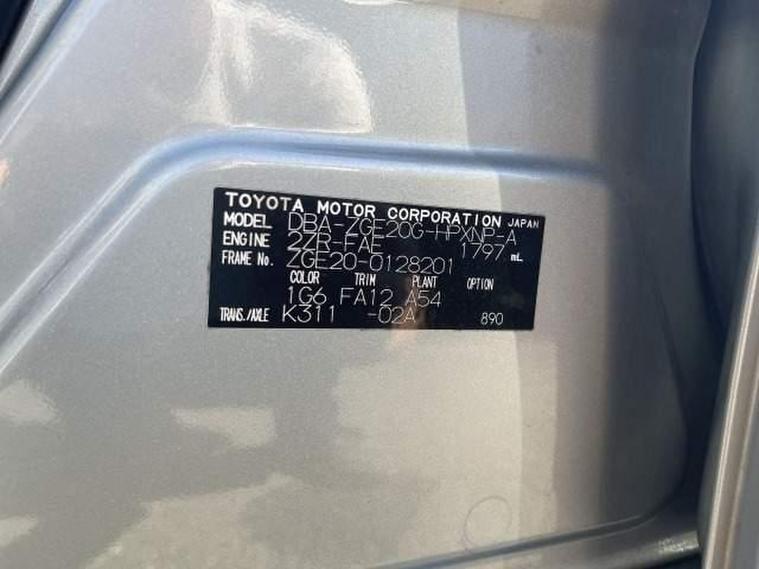 TOYOTA MOTOR CORPORATION JAPAN
MODEL DBA-ZGE20G-HPXNP-A
ENGINE 2ZR-FAE 1797 mL
FRAME No. ZGE20-0128201
COLOR TRIM PLANT OPTION
1G6 FA12 A54
TRANS./AXLE K311 -02A 890